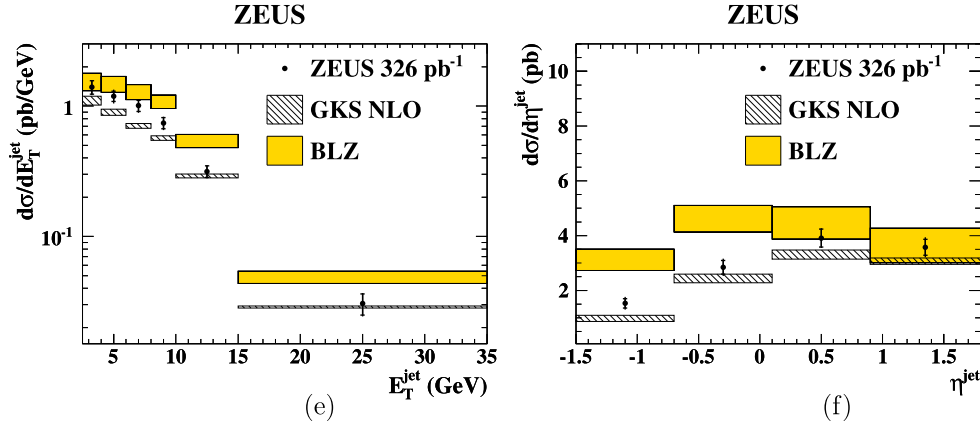 ZEUS
dσ/dE_T^jet (pb/GeV)
1
10^-1
ZEUS 326 pb^-1
GKS NLO
BLZ
5 10 15 20 25 30 35
E_T^jet (GeV)
(e)
ZEUS
dσ/dη^jet (pb)
10
8
6
4
2
ZEUS 326 pb^-1
GKS NLO
BLZ
-1.5 -1 -0.5 0 0.5 1 1.5
η^jet
(f)